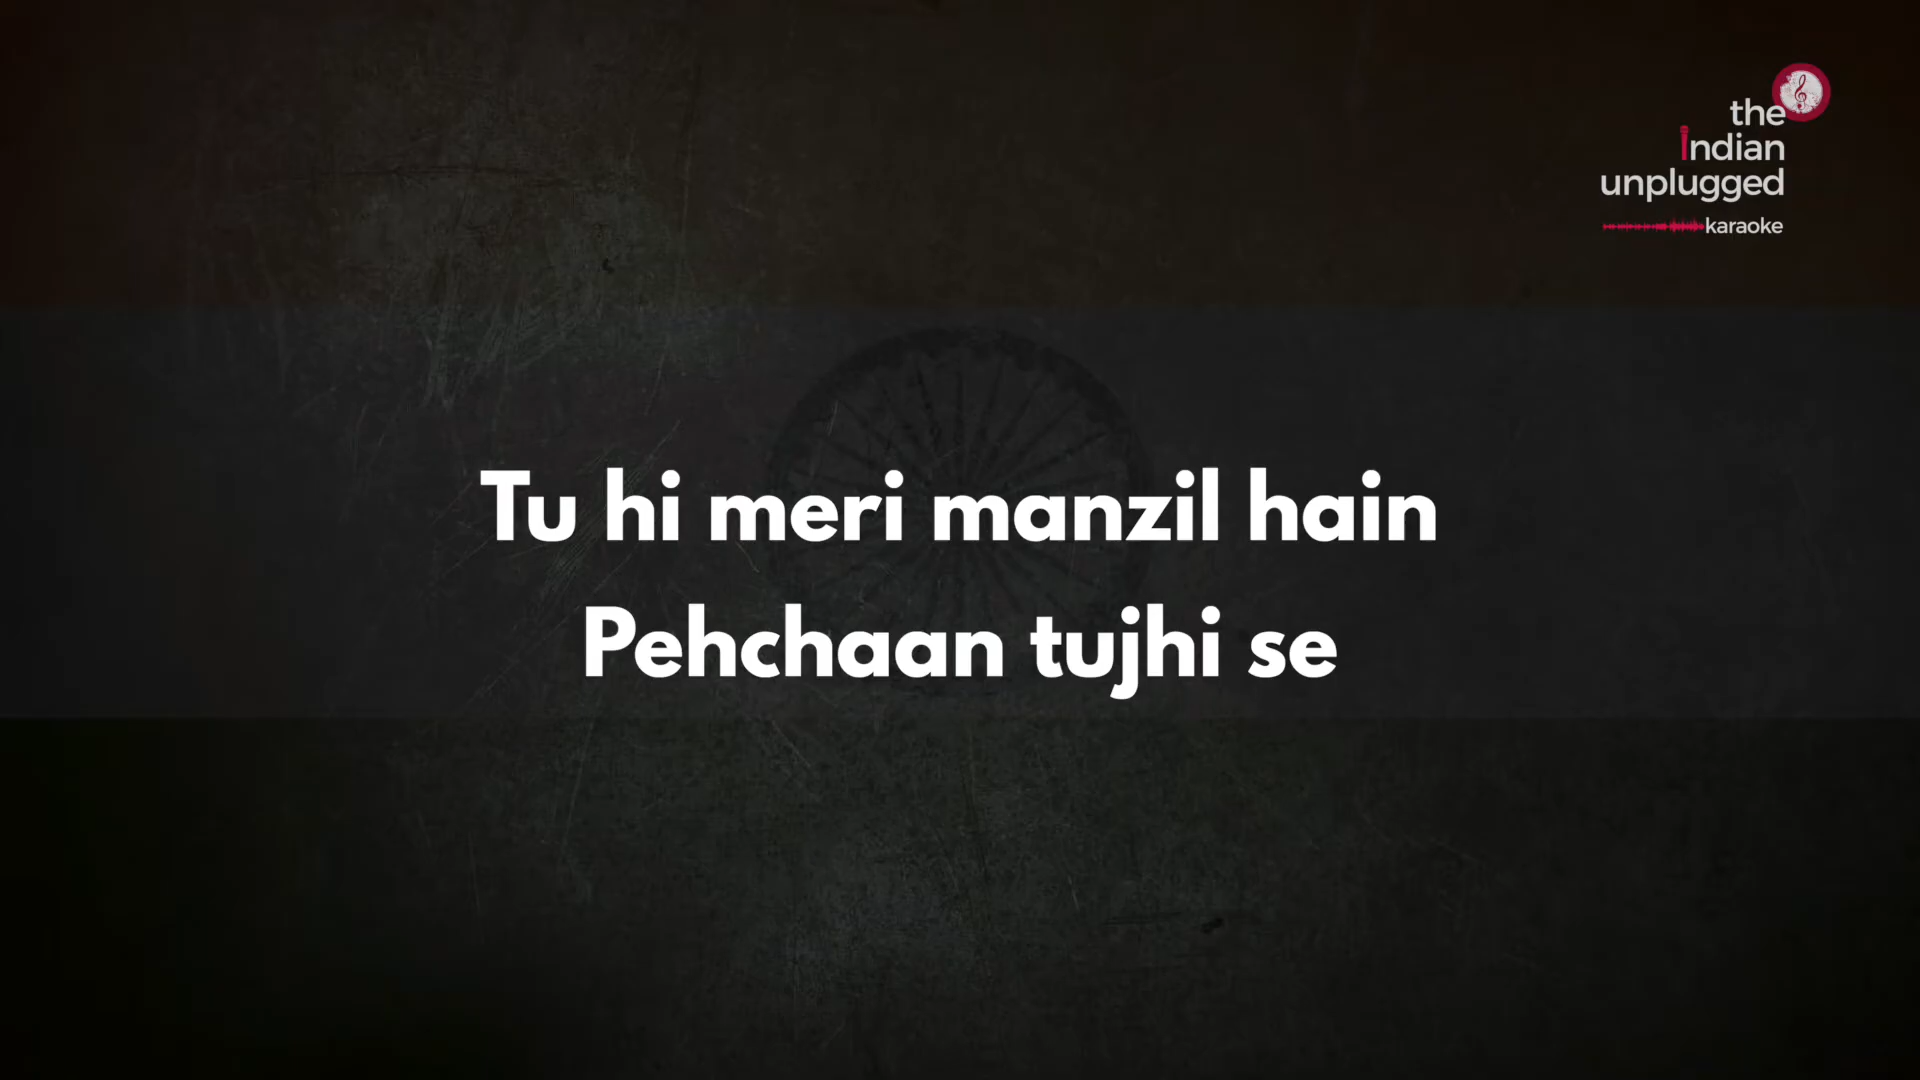 the
indian
unplugged
karaoke
Tu hi meri manzil hain
Pehchaan tujhi se